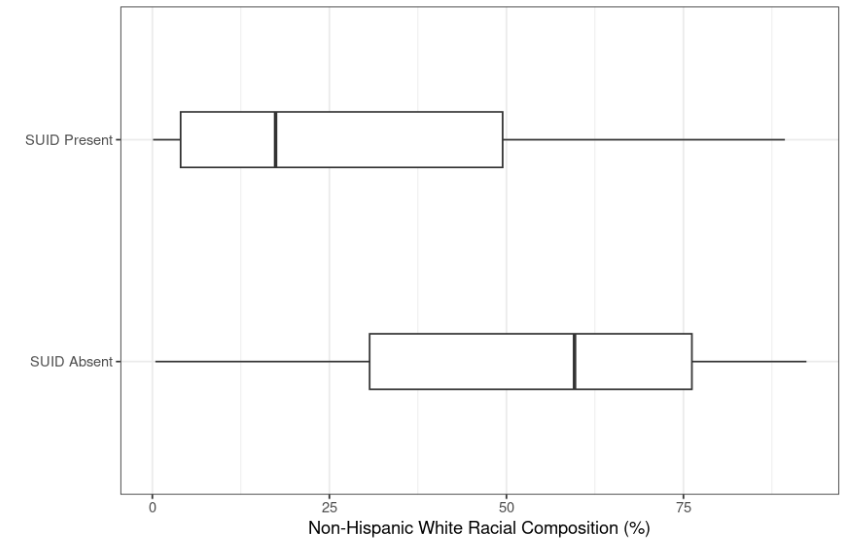 SUID Present
SUID Absent
0 25 50 75
Non-Hispanic White Racial Composition (%)